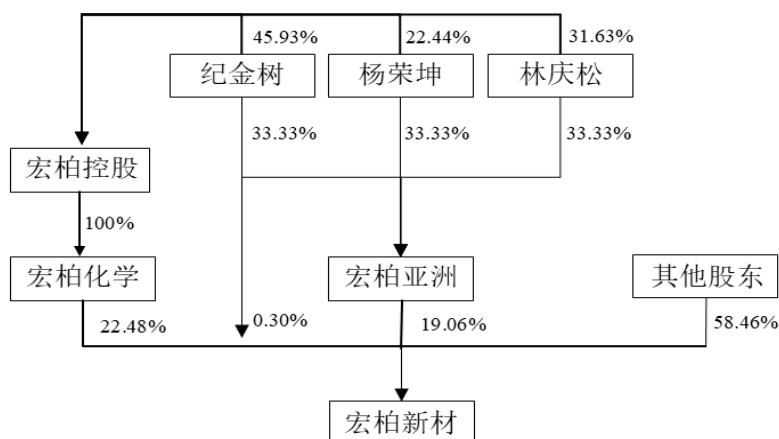 45.93% 22.44% 31.63%
纪金树 杨荣坤 林庆松
33.33% 33.33% 33.33%
宏柏控股
100%
宏柏化学 宏柏亚洲 其他股东
22.48% 0.30% 19.06% 58.46%
宏柏新材